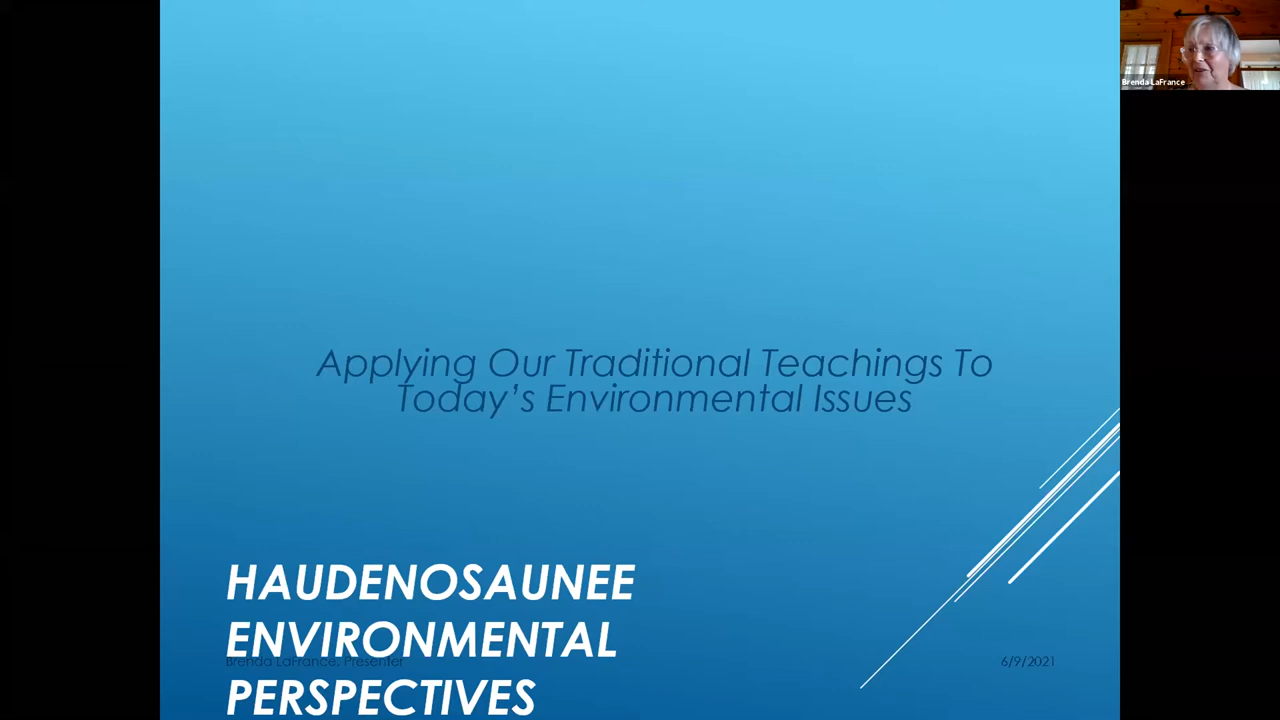 Brenda LaFrance
Applying Our Traditional Teachings To
Today's Environmental Issues
HAUDENOSAUNEE
ENVIRONMENTAL
Brenda LaFrance, Presenter
6/9/2021
PERSPECTIVES